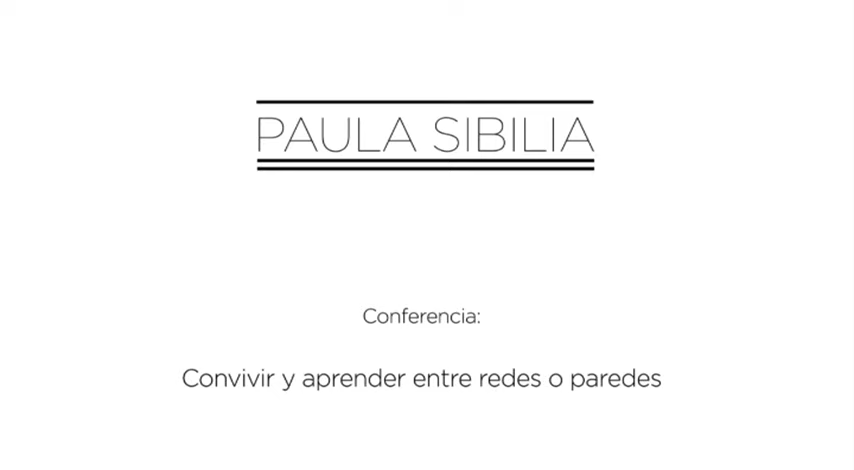 PAULA SIBILIA
Conferencia:
Convivir y aprender entre redes o paredes